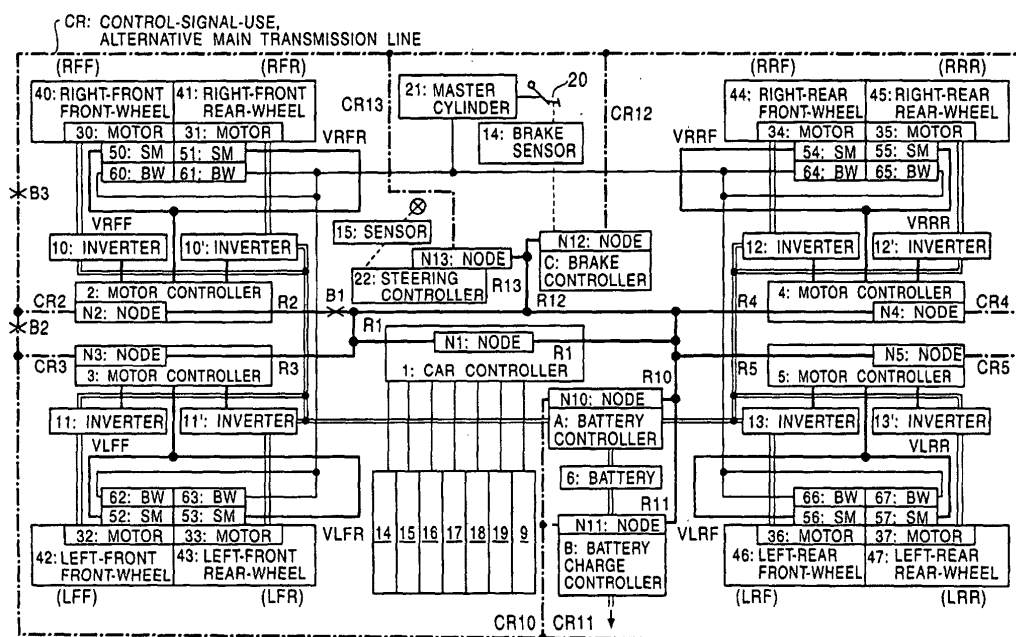 CR: CONTROL-SIGNAL-USE,
ALTERNATIVE MAIN TRANSMISSION LINE
(RFF)
(RFR)
40: RIGHT-FRONT
FRONT-WHEEL
41: RIGHT-FRONT
REAR-WHEEL
30: MOTOR
31: MOTOR
50: SM
51: SM
60: BW
61; BW
VRFR
VRFF
B3
10: INVERTER
10': INVERTER
2: MOTOR CONTROLLER
N2: NODE
CR2
R2
B1
B2
CR3
N3: NODE
3: MOTOR CONTROLLER
R3
11: INVERTER
11': INVERTER
VLFF
62: BW
63: BW
52: SM
53: SM
VLFR
32: MOTOR
33: MOTOR
42: LEFT-FRONT
FRONT-WHEEL
43: LEFT-FRONT
REAR-WHEEL
(LFF)
(LFR)
CR13
21: MASTER
CYLINDER
20
14: BRAKE
SENSOR
CR12
15: SENSOR
N13: NODE
22: STEERING
CONTROLLER
R13
N12: NODE
C: BRAKE
CONTROLLER
R12
R1
N1: NODE
R1
1: CAR CONTROLLER
R10
N10: NODE
A: BATTERY
CONTROLLER
6: BATTERY
R11
N11: NODE
B: BATTERY
CHARGE
CONTROLLER
14
15
16
17
18
19
9
CR10
CR11
(RRF)
(RRR)
44: RIGHT-REAR
FRONT-WHEEL
45: RIGHT-REAR
REAR-WHEEL
34: MOTOR
35: MOTOR
VRRF
54: SM
55: SM
64: BW
65: BW
VRRR
12: INVERTER
12': INVERTER
4: MOTOR CONTROLLER
R4
N4: NODE
CR4
N5: NODE
R5
5: MOTOR CONTROLLER
CR5
13: INVERTER
13': INVERTER
VLRR
66: BW
67: BW
56: SM
57: SM
VLRF
36: MOTOR
37: MOTOR
46: LEFT-REAR
FRONT-WHEEL
47: LEFT-REAR
REAR-WHEEL
(LRF)
(LRR)